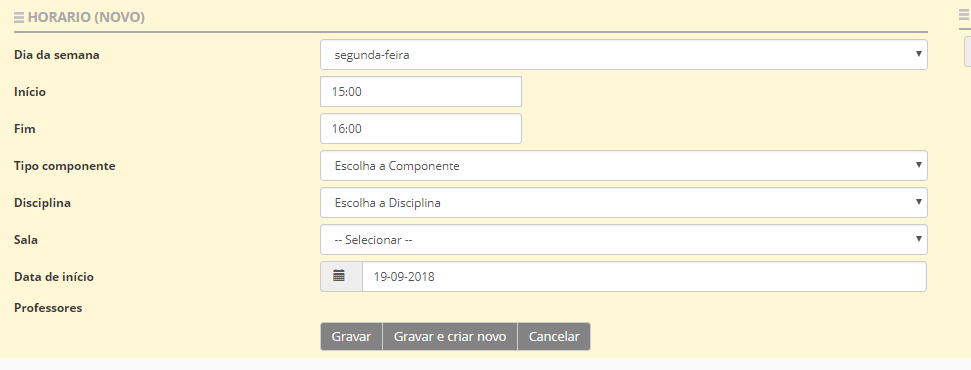 HORARIO (NOVO)
Dia da semana segunda-feira
Início 15:00
Fim 16:00
Tipo componente Escolha a Componente
Disciplina Escolha a Disciplina
Sala -- Selecionar --
Data de início 19-09-2018
Professores
Gravar Gravar e criar novo Cancelar